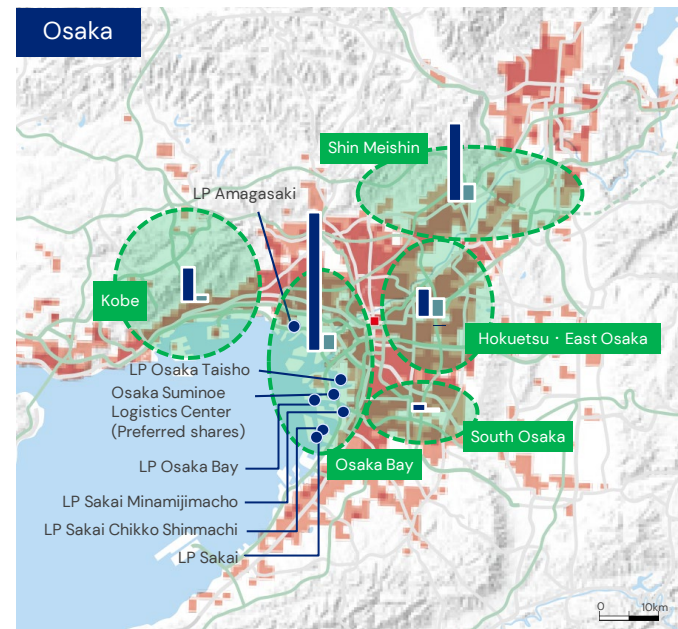 Osaka
Shin Meishin
LP Amagasaki
Kobe
Hokuetsu・East Osaka
LP Osaka Taisho
Osaka Suminoe
Logistics Center
(Preferred shares)
South Osaka
Osaka Bay
LP Osaka Bay
LP Sakai Minamijimacho
LP Sakai Chikko Shinmachi
LP Sakai
0 10km